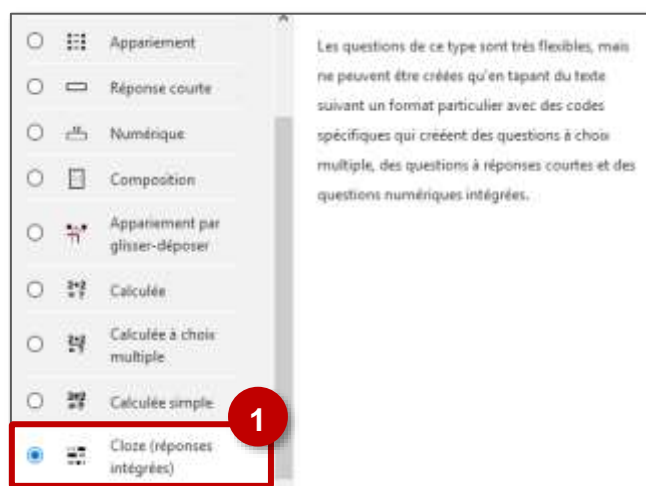 Appariement
Réponse courte
Numérique
Composition
Appariement par
glisser-déposer
Calculée
Calculée à choix
multiple
Calculée simple
1
Cloze (réponses
intégrées)
Les questions de ce type sont très flexibles, mais
ne peuvent être créées qu'en tapant du texte
suivant un format particulier avec des codes
spécifiques qui crééent des questions à choix
multiple, des questions à réponses courtes et des
questions numériques intégrées.